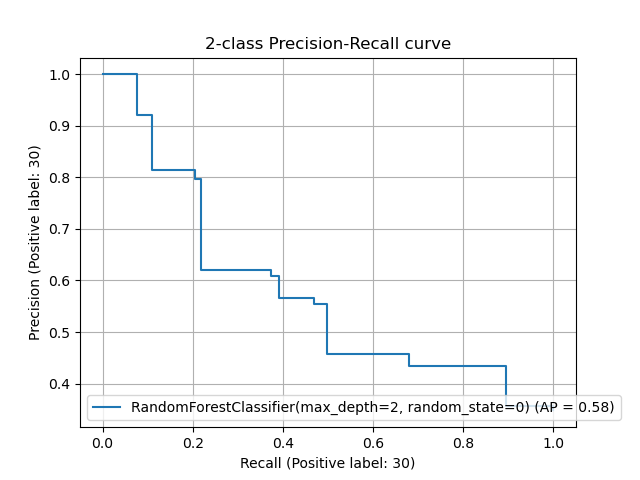 2-class Precision-Recall curve
1.0
0.9
0.8
0.7
0.6
0.5
0.4
Precision (Positive label: 30)
RandomForestClassifier(max_depth=2, random_state=0) (AP = 0.58)
0.0 0.2 0.4 0.6 0.8 1.0
Recall (Positive label: 30)